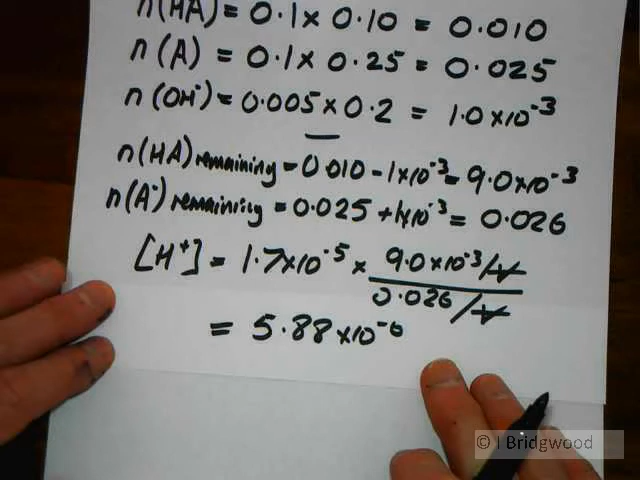 n(HA) = 0.1 x 0.10 = 0.010
n(A) = 0.1 x 0.25 = 0.025
n(OH⁻) = 0.005 x 0.2 = 1.0 x 10⁻³
n(HA) remaining = 0.010 - 1 x 10⁻³ = 9.0 x 10⁻³
n(A⁻) remaining = 0.025 + 1 x 10⁻³ = 0.026
[H⁺] = 1.7 x 10⁻⁵ x 9.0 x 10⁻³/V
0.026/V
= 5.88 x 10⁻⁶
© I Bridgwood